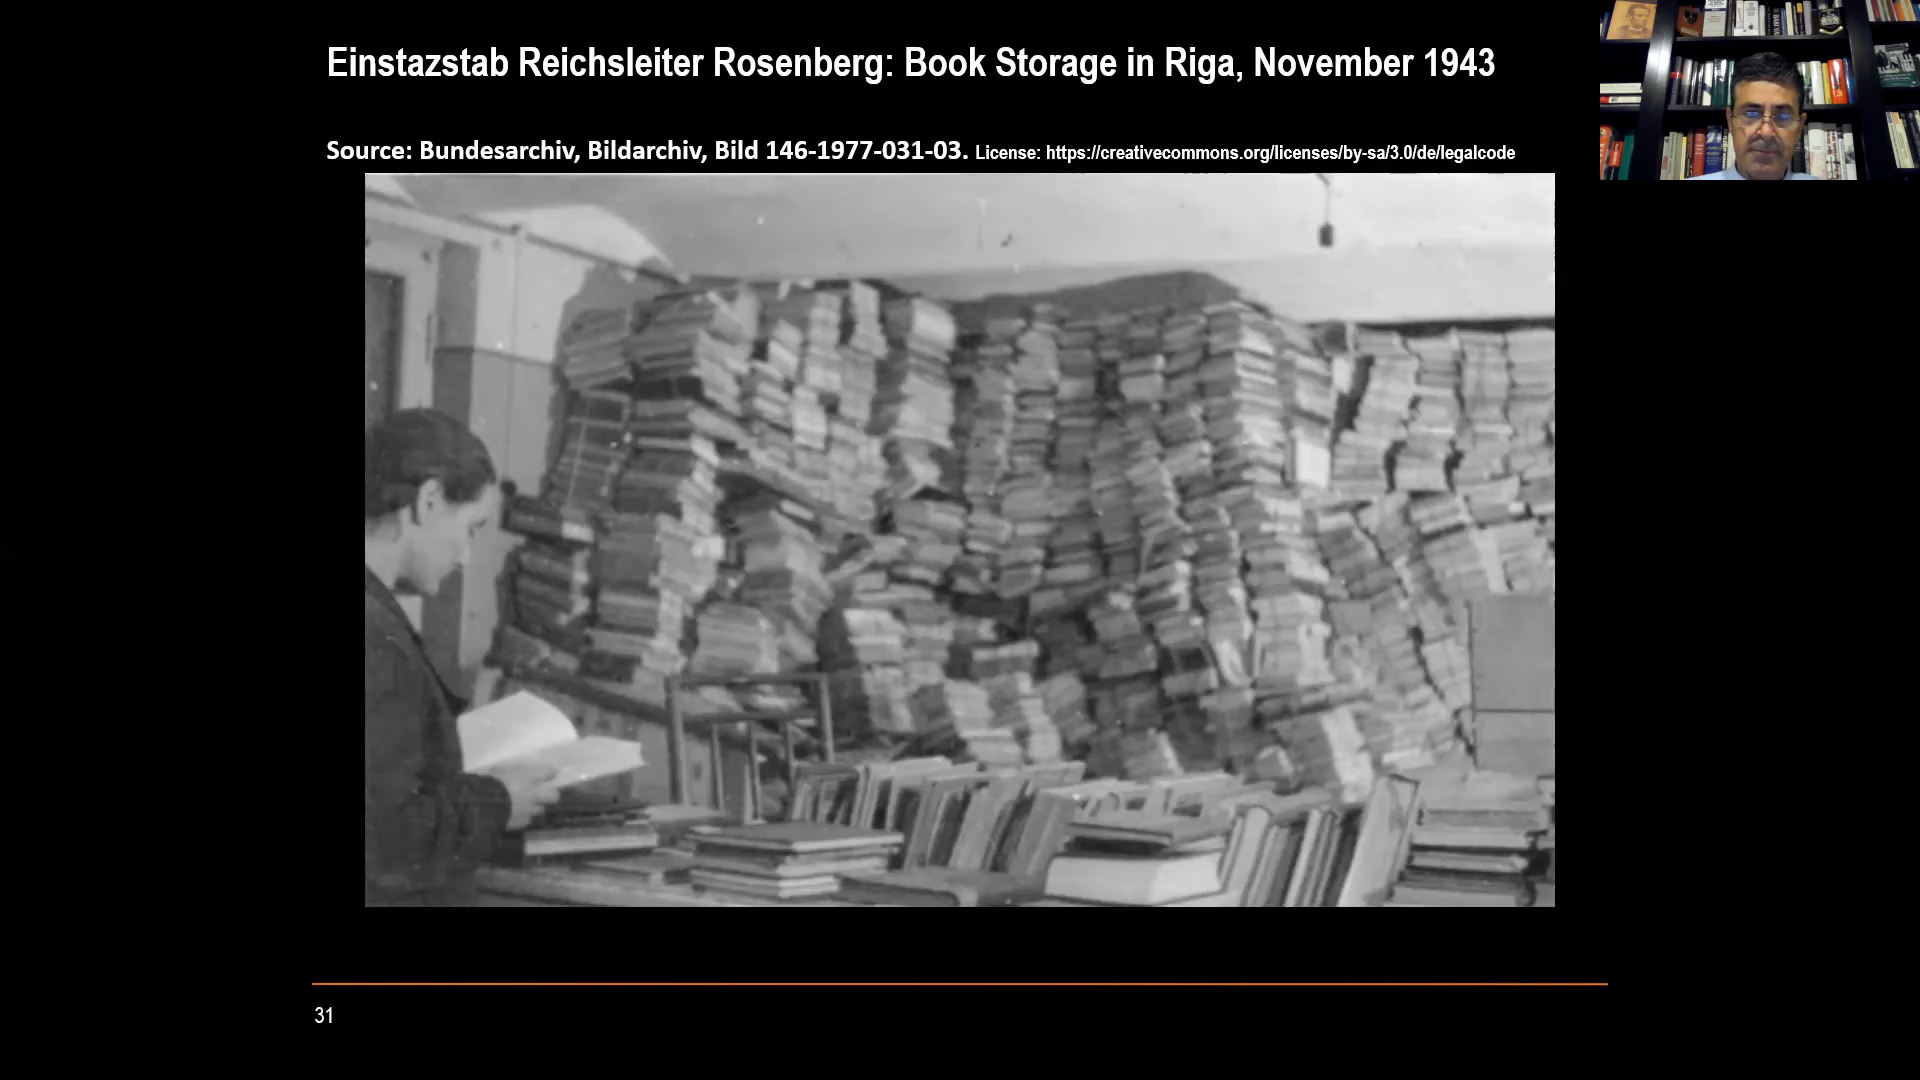 Einstazstab Reichsleiter Rosenberg: Book Storage in Riga, November 1943
Source: Bundesarchiv, Bildarchiv, Bild 146-1977-031-03. License: https://creativecommons.org/licenses/by-sa/3.0/de/legalcode
31